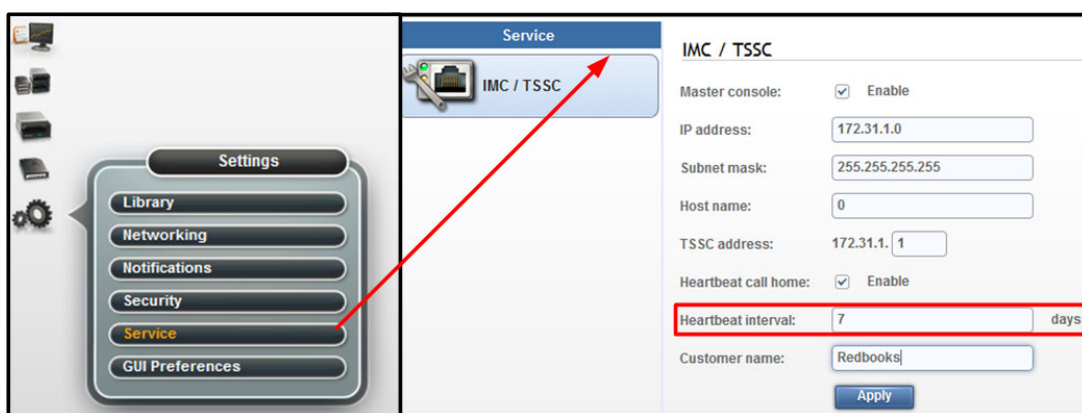 Settings
Library
Networking
Notifications
Security
Service
GUI Preferences
Service
IMC / TSSC
IMC / TSSC
Master console: Enable
IP address: 172.31.1.0
Subnet mask: 255.255.255.255
Host name: 0
TSSC address: 172.31.1. 1
Heartbeat call home: Enable
Heartbeat interval: 7 days
Customer name: Redbooks
Apply